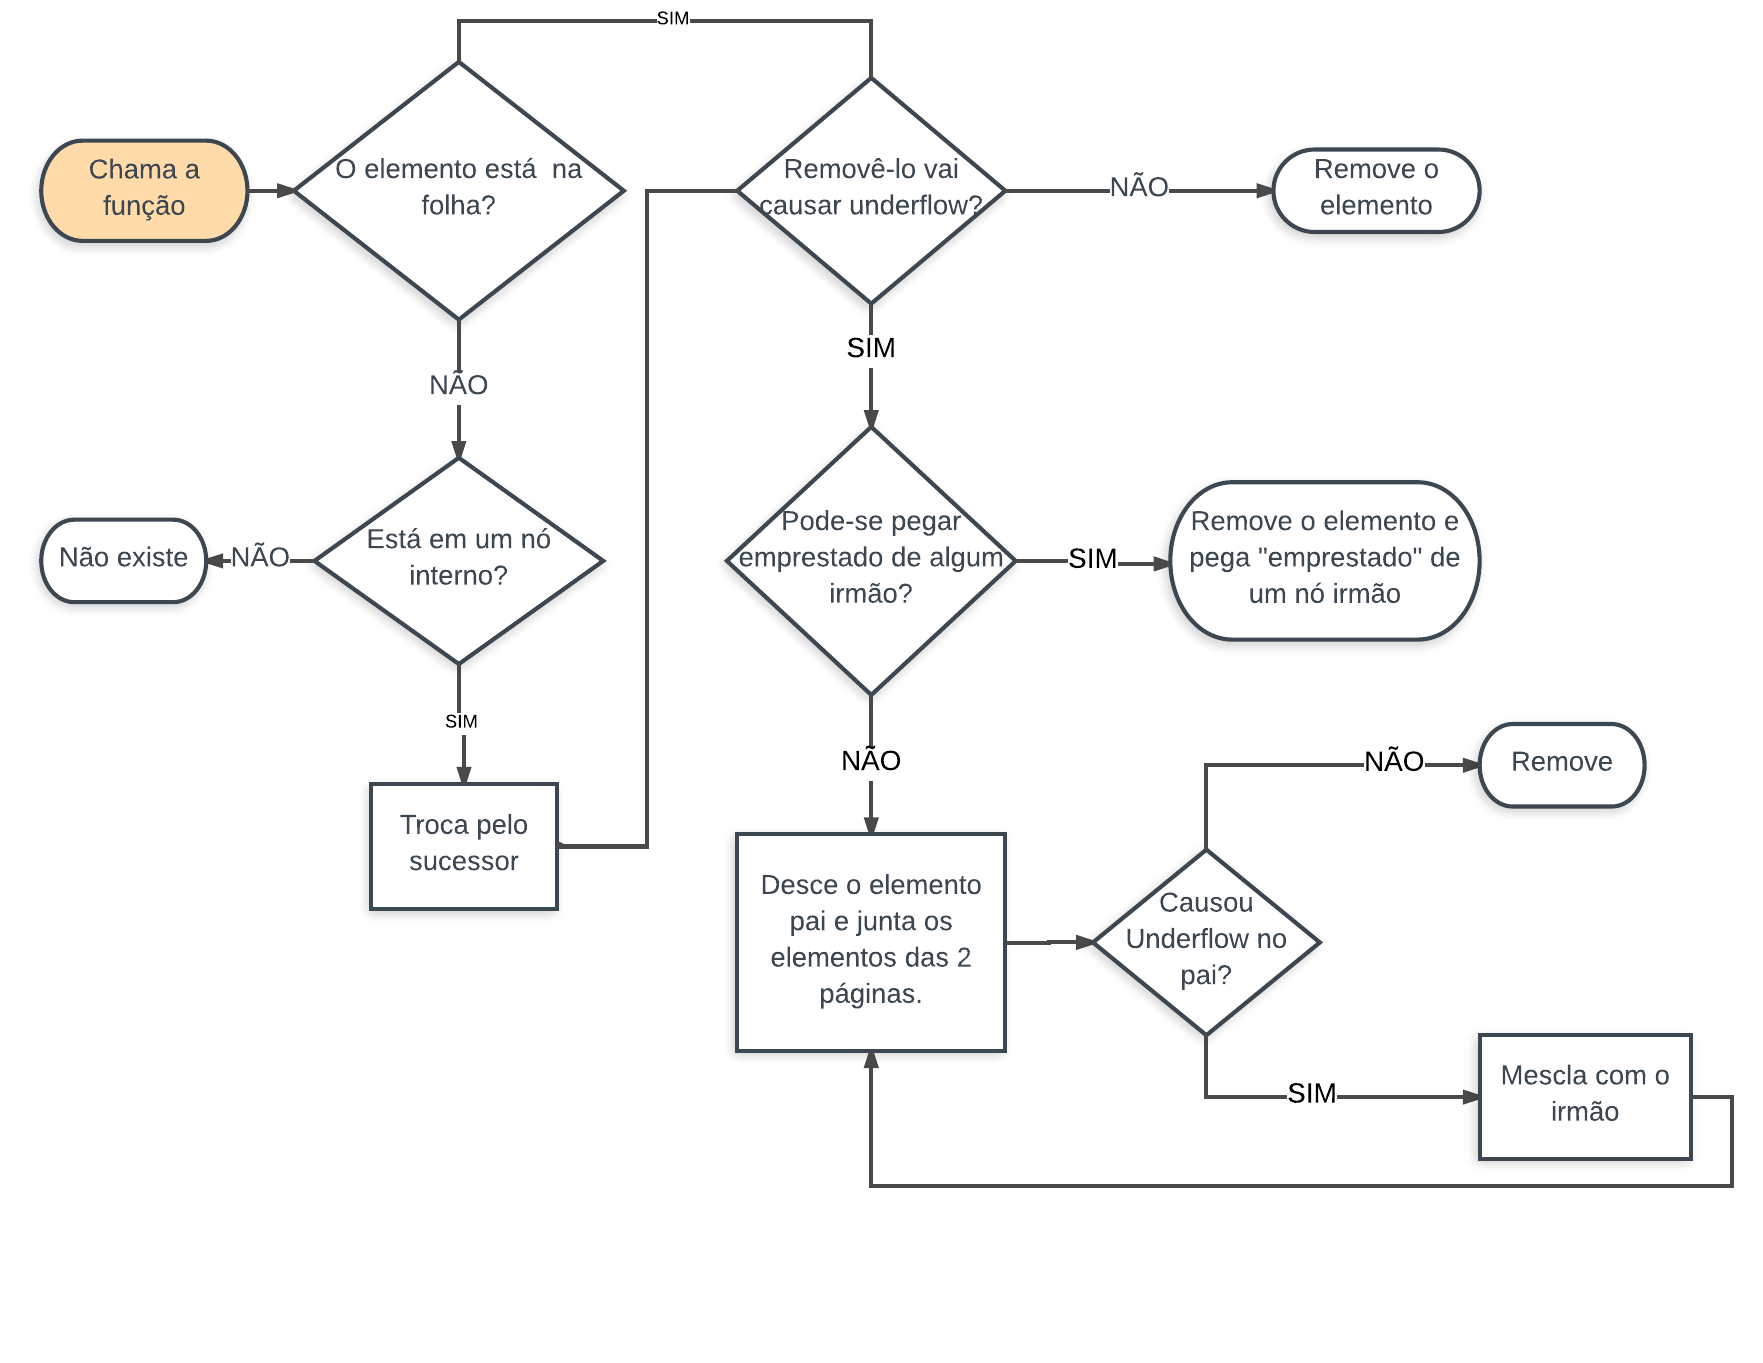 SIM
Chama a
função
O elemento está  na
folha?
Removê-lo vai
causar underflow?
NÃO
Remove o
elemento
SIM
NÃO
Não existe
NÃO
Está em um nó
interno?
Pode-se pegar
emprestado de algum
irmão?
SIM
Remove o elemento e
pega "emprestado" de
um nó irmão
SIM
Troca pelo
sucessor
NÃO
Desce o elemento
pai e junta os
elementos das 2
páginas.
Causou
Underflow no
pai?
NÃO
Remove
SIM
Mescla com o
irmão